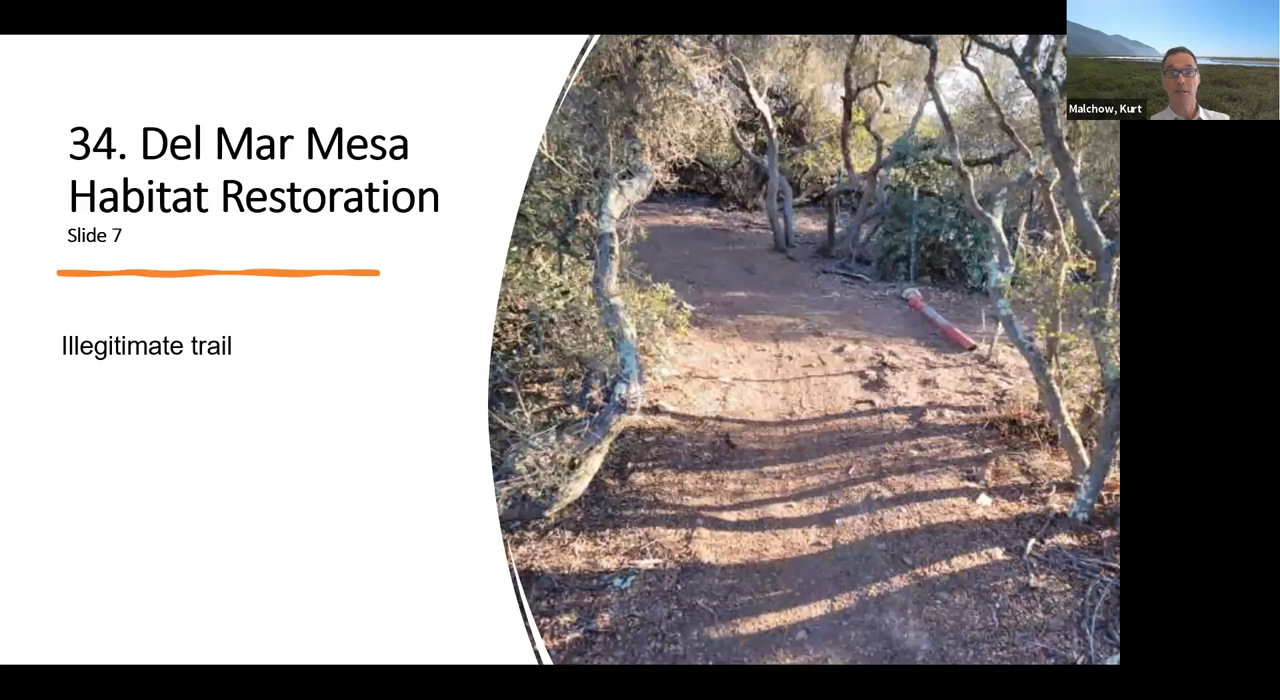 34. Del Mar Mesa
Habitat Restoration
Slide 7
Illegitimate trail
Malchow, Kurt